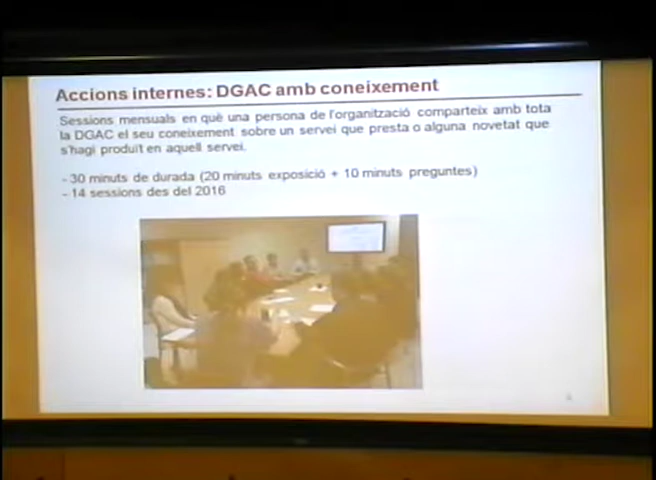 Accions internes: DGAC amb coneixement
Sessions mensuals en què una persona de l'organització comparteix amb tota
la DGAC el seu coneixement sobre un servei que presta o alguna novetat que
s'hagi produït en aquell servei.
- 30 minuts de durada (20 minuts exposició + 10 minuts preguntes)
- 14 sessions des del 2016